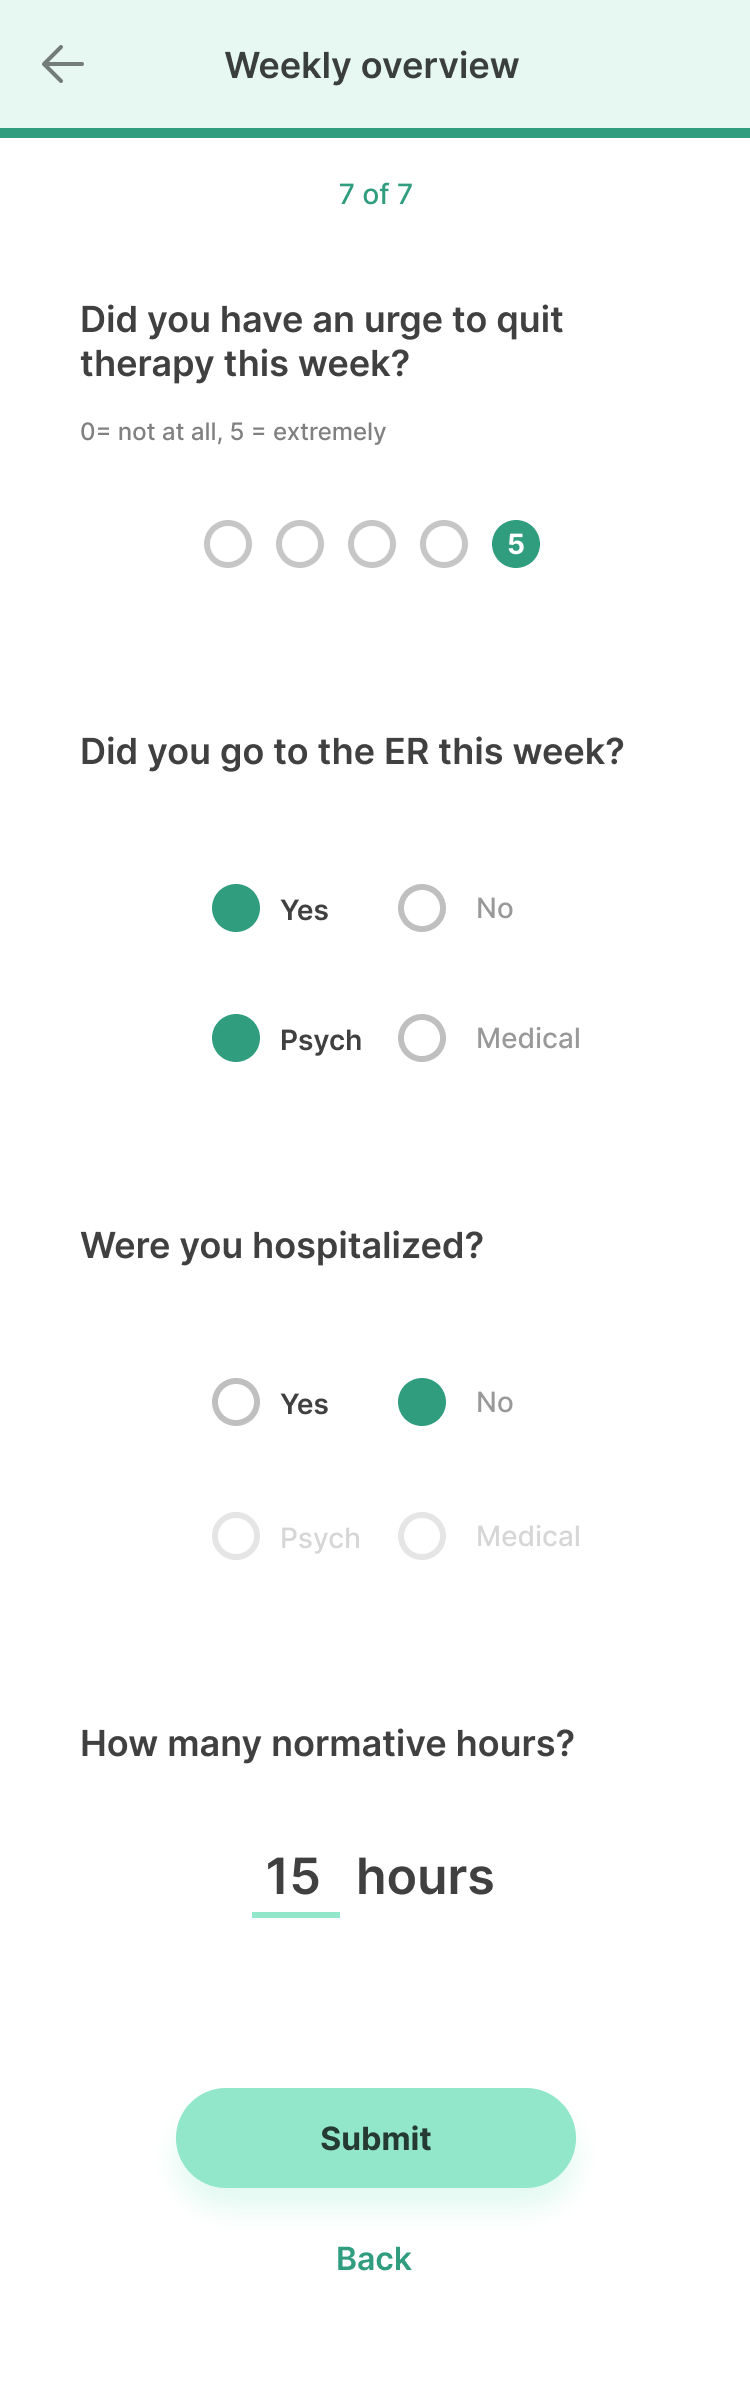 Weekly overview
7 of 7
Did you have an urge to quit
therapy this week?
0= not at all, 5 = extremely
5
Did you go to the ER this week?
Yes No
Psych Medical
Were you hospitalized?
Yes No
Psych Medical
How many normative hours?
15 hours
Submit
Back